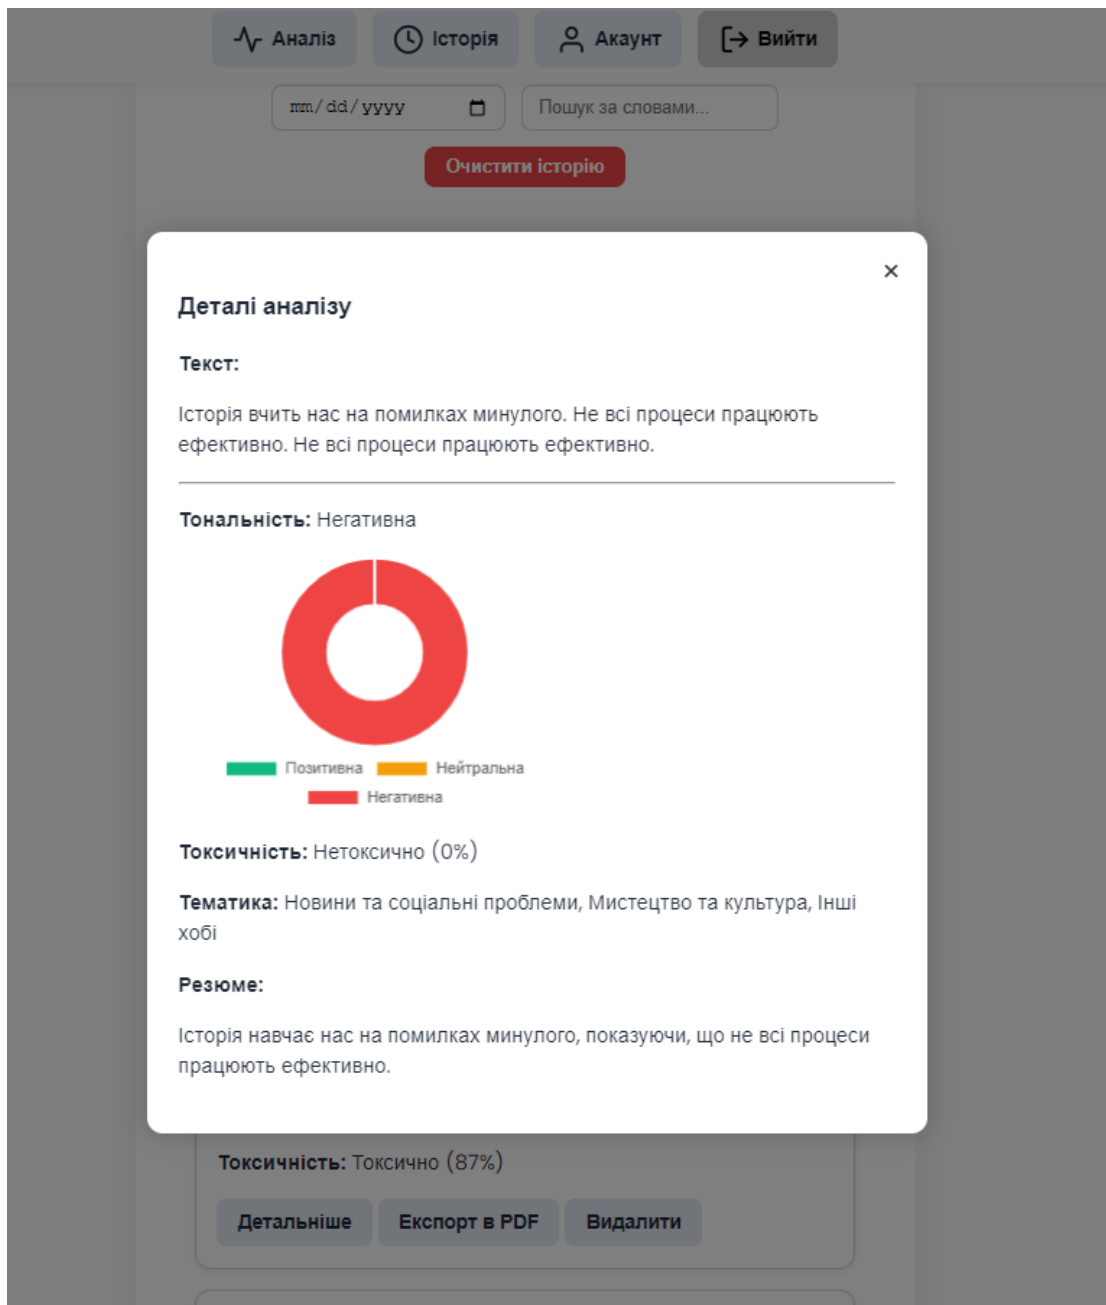 Аналіз Історія Акаунт Вийти
mm/dd/yyyy Пошук за словами...
Очистити історію
×
Деталі аналізу
Текст:
Історія вчить нас на помилках минулого. Не всі процеси працюють
ефективно. Не всі процеси працюють ефективно.
Тональність: Негативна
Позитивна Нейтральна
Негативна
Токсичність: Нетоксично (0%)
Тематика: Новини та соціальні проблеми, Мистецтво та культура, Інші
хобі
Резюме:
Історія навчає нас на помилках минулого, показуючи, що не всі процеси
працюють ефективно.
Токсичність: Токсично (87%)
Детальніше Експорт в PDF Видалити